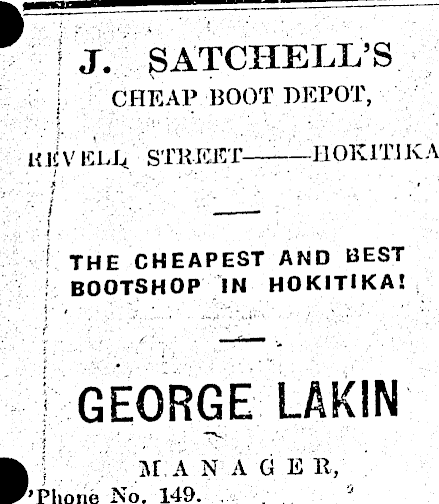 J. SATCHELL'S
CHEAP BOOT DEPOT,
REVELL STREET———HOKITIKA
THE CHEAPEST AND BEST
BOOTSHOP IN HOKITIKA!
GEORGE LAKIN
MANAGER,
'Phone No. 149.